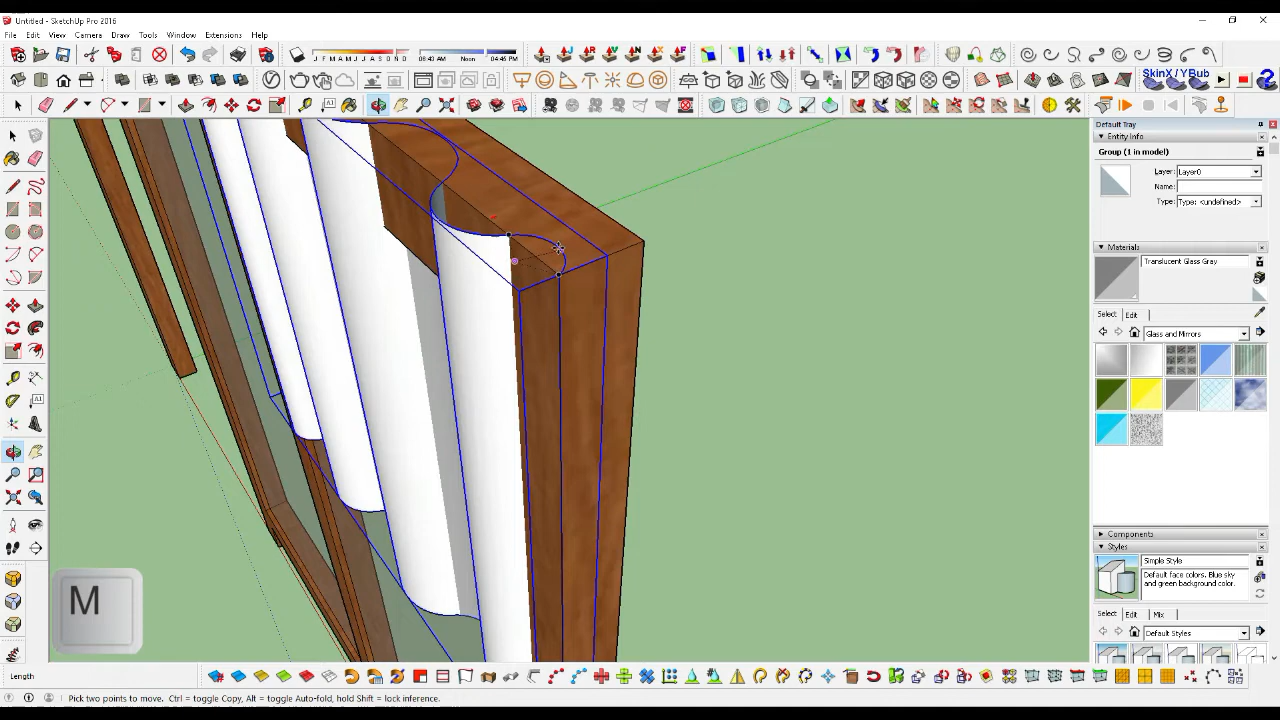 Untitled - SketchUp Pro 2016
File Edit View Camera Draw Tools Window Extensions Help
J F M A M J J A S O N D
06:43 AM Noon 04:46 PM
SkinX / YBub
Default Tray
Entity Info
Group (1 in model)
Layer: Layer0
Name:
Type: Type: <undefined>
Materials
Translucent Glass Gray
Select Edit
Glass and Mirrors
Components
Styles
Simple Style
Default face colors. Blue sky and green background color.
Select Edit Mix
Default Styles
M
Length
Pick two points to move. Ctrl = toggle Copy, Alt = toggle Auto-fold, hold Shift = lock inference.